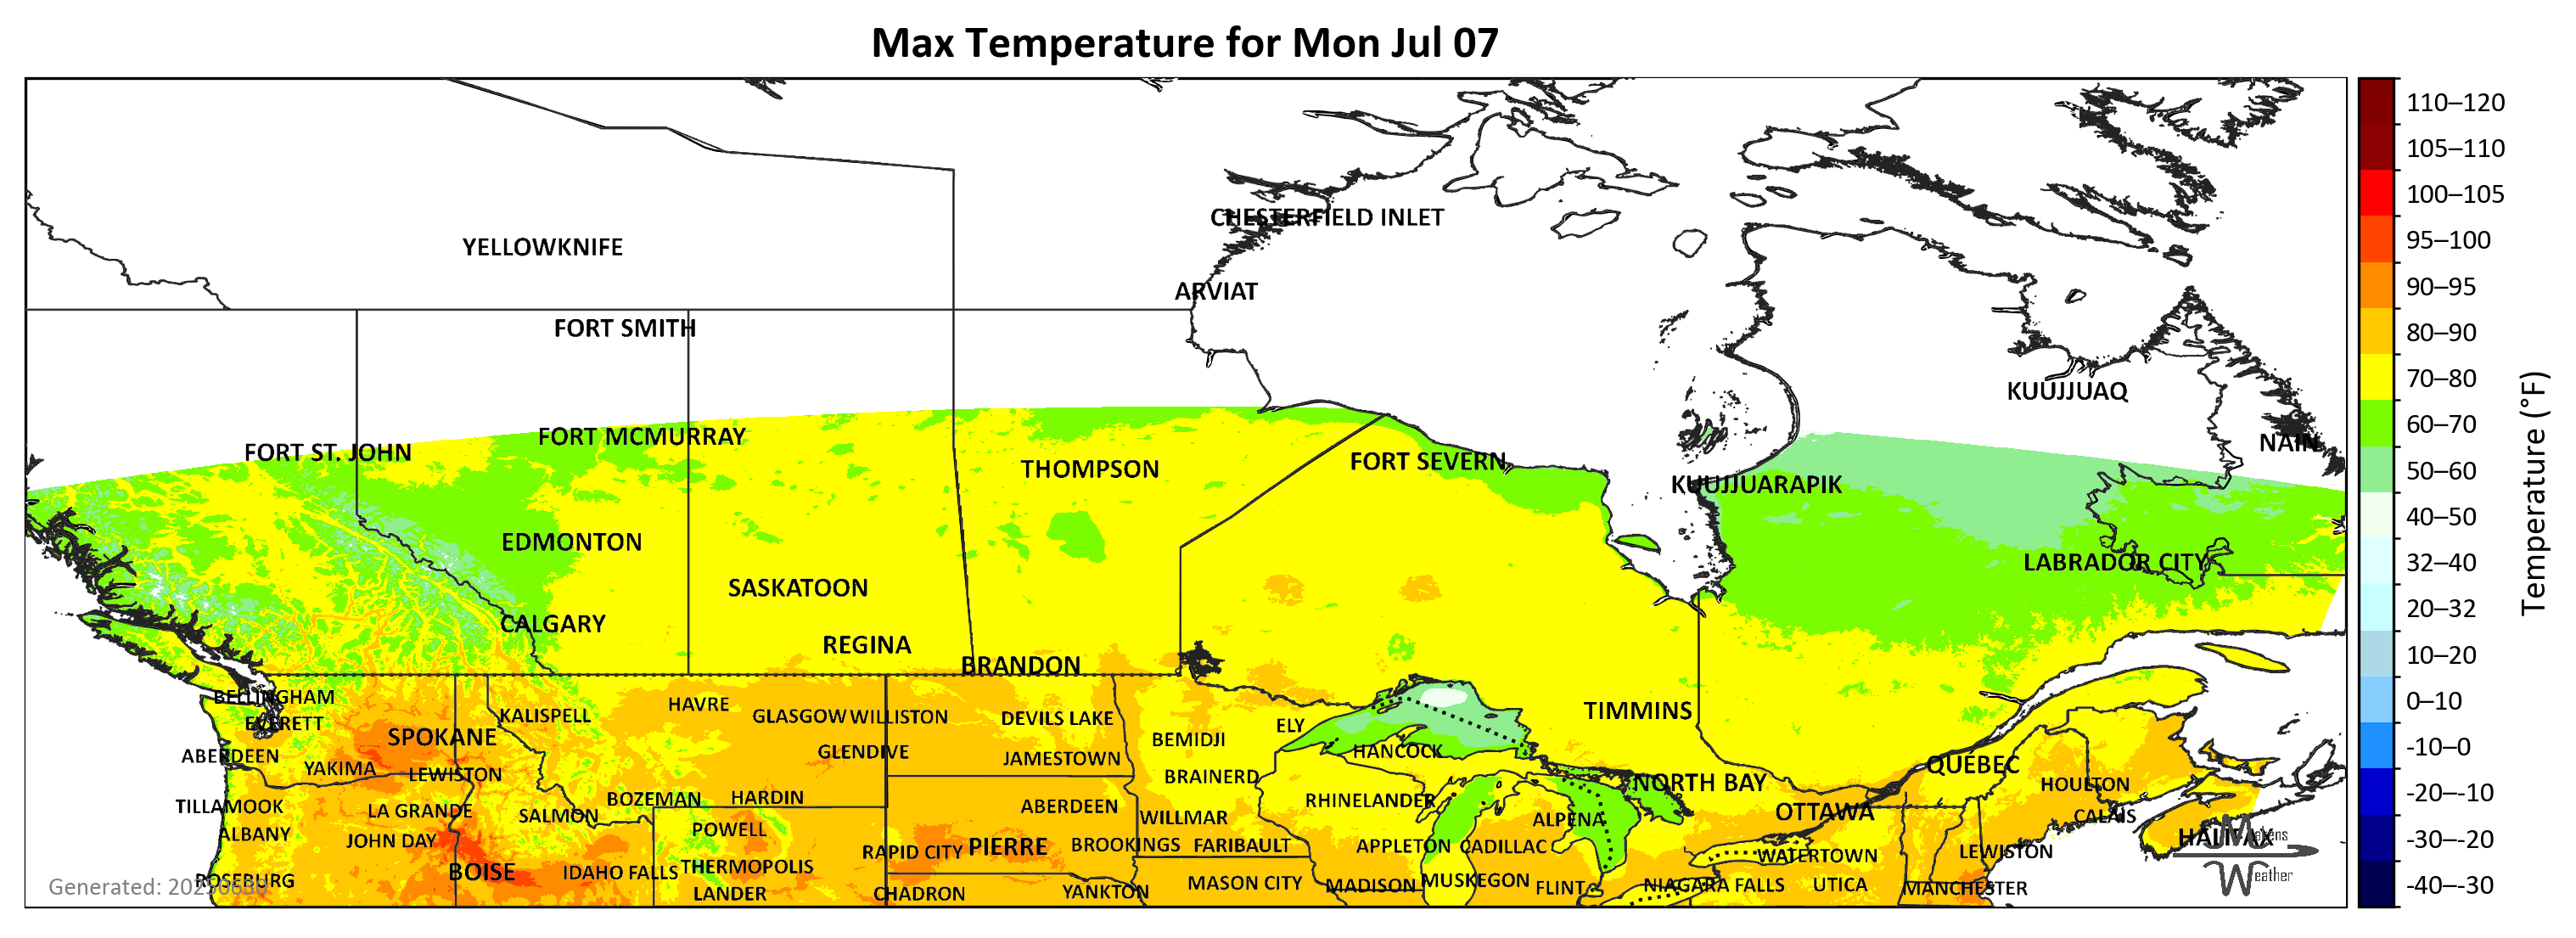 Max Temperature for Mon Jul 07
110–120
105–110
CHESTERFIELD INLET
100–105
YELLOWKNIFE
95–100
ARVIAT
90–95
FORT SMITH
80–90
KUUJJUAQ
70–80
FORT ST. JOHN
FORT MCMURRAY
NAIN
60–70
THOMPSON
FORT SEVERN
50–60
KUUJJUARAPIK
40–50
EDMONTON
LABRADOR CITY
32–40
SASKATOON
20–32
CALGARY
REGINA
10–20
BRANDON
Temperature (°F)
BELLINGHAM
HAVRE
0–10
EVERETT
KALISPELL
GLASGOW
WILLISTON
DEVILS LAKE
ELY
TIMMINS
SPOKANE
BEMIDJI
-10–0
ABERDEEN
GLENDIVE
JAMESTOWN
HANCOCK
YAKIMA
LEWISTON
BRAINERD
QUÉBEC
NORTH BAY
HOULTON
-20–-10
TILLAMOOK
LA GRANDE
SALMON
BOZEMAN
HARDIN
ABERDEEN
WILLMAR
RHINELANDER
OTTAWA
CALAIS
ALBANY
JOHN DAY
POWELL
ALPENA
HALIFAX
Makens
-30–-20
RAPID CITY
PIERRE
BROOKINGS
FARIBAULT
APPLETON
CADILLAC
WATERTOWN
LEWISTON
ROSEBURG
BOISE
IDAHO FALLS
THERMOPOLIS
Weather
Generated: 20250630
LANDER
CHADRON
YANKTON
MASON CITY
MADISON
MUSKEGON
FLINT
NIAGARA FALLS
UTICA
MANCHESTER
-40–-30